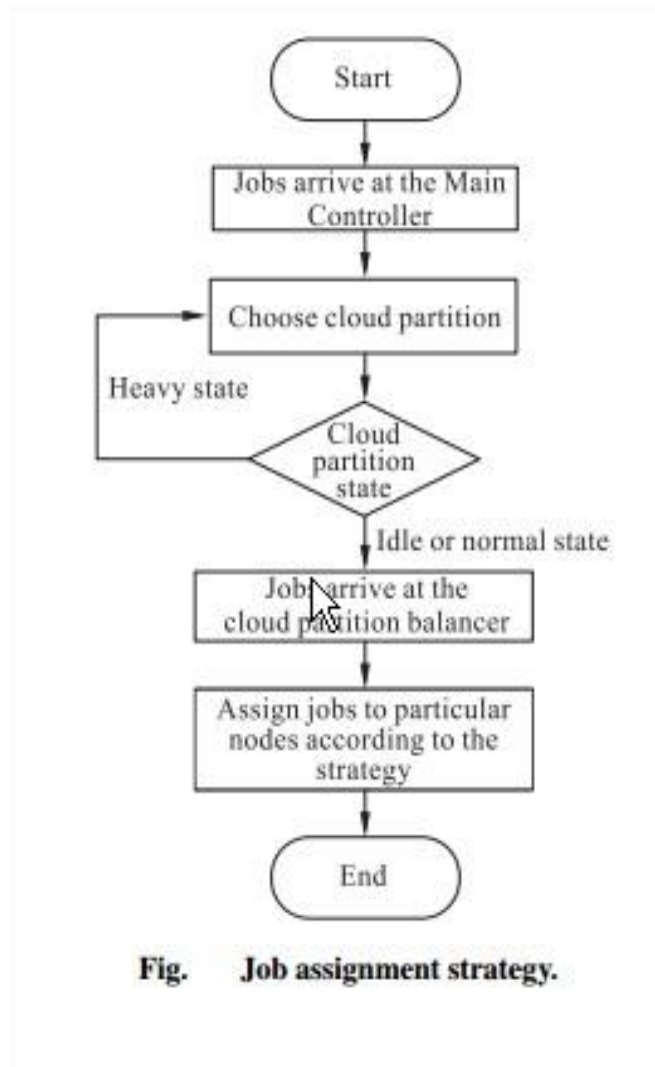 Start
Jobs arrive at the Main
Controller
Choose cloud partition
Heavy state
Cloud
partition
state
Idle or normal state
Jobs arrive at the
cloud partition balancer
Assign jobs to particular
nodes according to the
strategy
End
Fig. Job assignment strategy.